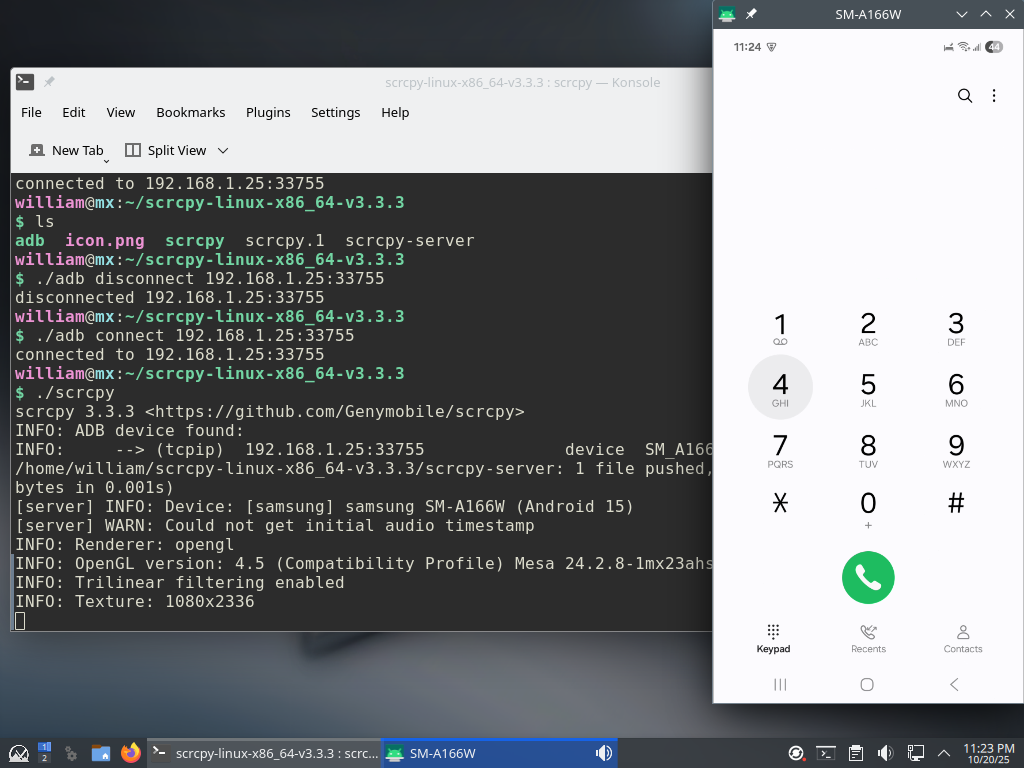 SM-A166W
11:24
44
scrcpy-linux-x86_64-v3.3.3 : scrcpy — Konsole
File Edit View Bookmarks Plugins Settings Help
New Tab Split View
connected to 192.168.1.25:33755
william@mx:~/scrcpy-linux-x86_64-v3.3.3
$ ls
adb icon.png scrcpy scrcpy.1 scrcpy-server
william@mx:~/scrcpy-linux-x86_64-v3.3.3
$ ./adb disconnect 192.168.1.25:33755
disconnected 192.168.1.25:33755
william@mx:~/scrcpy-linux-x86_64-v3.3.3
$ ./adb connect 192.168.1.25:33755
connected to 192.168.1.25:33755
william@mx:~/scrcpy-linux-x86_64-v3.3.3
$ ./scrcpy
scrcpy 3.3.3 <https://github.com/Genymobile/scrcpy>
INFO: ADB device found:
INFO:     --> (tcpip)  192.168.1.25:33755              device  SM_A166
/home/william/scrcpy-linux-x86_64-v3.3.3/scrcpy-server: 1 file pushed,
bytes in 0.001s)
[server] INFO: Device: [samsung] samsung SM-A166W (Android 15)
[server] WARN: Could not get initial audio timestamp
INFO: Renderer: opengl
INFO: OpenGL version: 4.5 (Compatibility Profile) Mesa 24.2.8-1mx23ahs
INFO: Trilinear filtering enabled
INFO: Texture: 1080x2336
1 2 3
ABC DEF
4 5 6
GHI JKL MNO
7 8 9
PQRS TUV WXYZ
* 0 #
+
Keypad Recents Contacts
1
2
scrcpy-linux-x86_64-v3.3.3 : scrc...
SM-A166W
11:23 PM
10/20/25